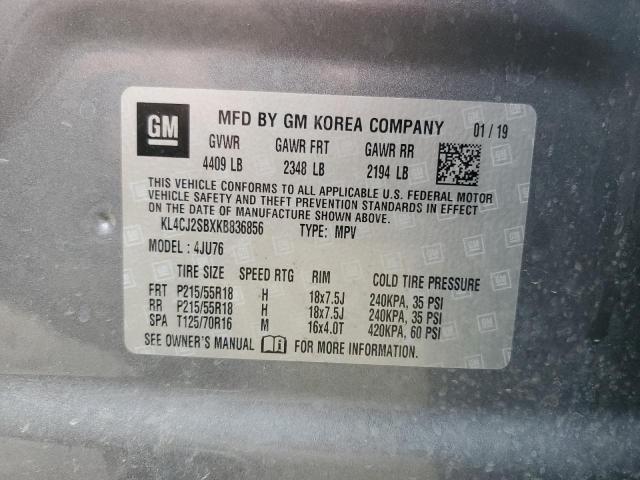 GM MFD BY GM KOREA COMPANY 01 / 19
GVWR GAWR FRT GAWR RR
4409 LB 2348 LB 2194 LB
THIS VEHICLE CONFORMS TO ALL APPLICABLE U.S. FEDERAL MOTOR
VEHICLE SAFETY AND THEFT PREVENTION STANDARDS IN EFFECT
ON THE DATE OF MANUFACTURE SHOWN ABOVE.
KL4CJ2SBXKB836856 TYPE: MPV
MODEL : 4JU76
TIRE SIZE SPEED RTG RIM COLD TIRE PRESSURE
FRT P215/55R18 H 18x7.5J 240KPA, 35 PSI
RR P215/55R18 H 18x7.5J 240KPA, 35 PSI
SPA T125/70R16 M 16x4.0T 420KPA, 60 PSI
SEE OWNER'S MANUAL FOR MORE INFORMATION.